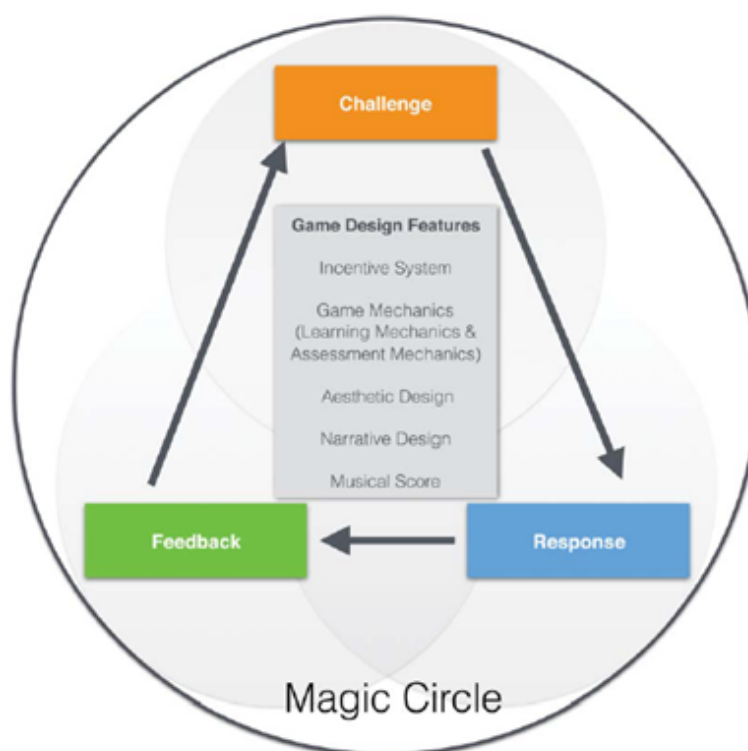 Challenge
Game Design Features
Incentive System
Game Mechanics
(Learning Mechanics &
Assessment Mechanics)
Aesthetic Design
Narrative Design
Musical Score
Feedback
Response
Magic Circle